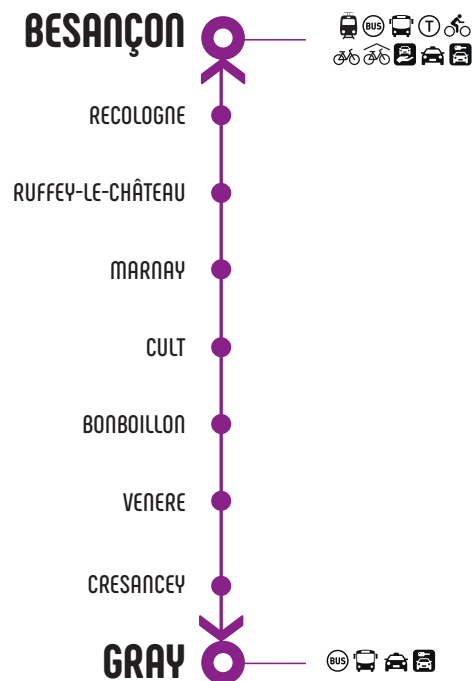 BESANÇON
BUS T
RECOLOGNE
RUFFEY-LE-CHÂTEAU
MARNAY
CULT
BONBOILLON
VENERE
CRESANCEY
GRAY
BUS